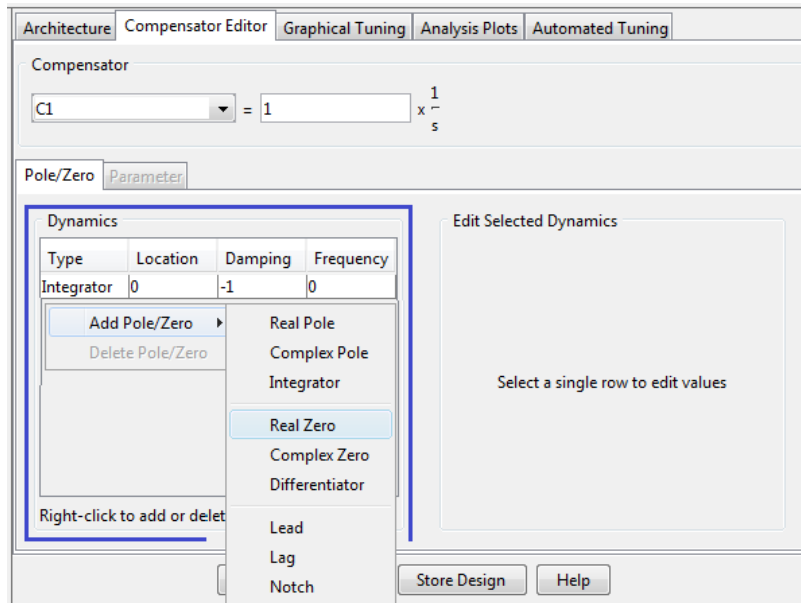 Architecture Compensator Editor Graphical Tuning Analysis Plots Automated Tuning
Compensator
C1 = 1 x 1
s
Pole/Zero Parameter
Dynamics
Type Location Damping Frequency
Integrator 0 -1 0
Add Pole/Zero
Delete Pole/Zero
Right-click to add or delet
Real Pole
Complex Pole
Integrator
Real Zero
Complex Zero
Differentiator
Lead
Lag
Notch
Edit Selected Dynamics
Select a single row to edit values
Store Design Help